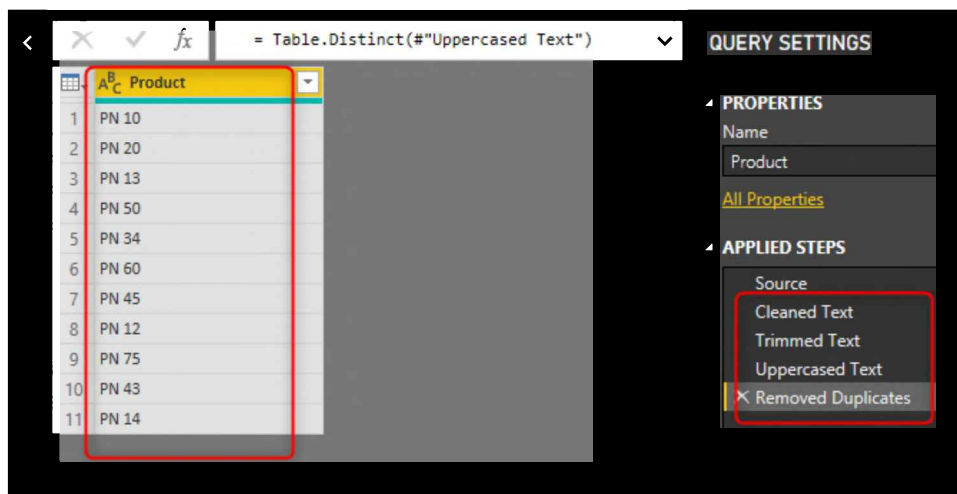 fx = Table.Distinct(#"Uppercased Text")
QUERY SETTINGS
ABC Product
1 PN 10
2 PN 20
3 PN 13
4 PN 50
5 PN 34
6 PN 60
7 PN 45
8 PN 12
9 PN 75
10 PN 43
11 PN 14
PROPERTIES
Name
Product
All Properties
APPLIED STEPS
Source
Cleaned Text
Trimmed Text
Uppercased Text
Removed Duplicates